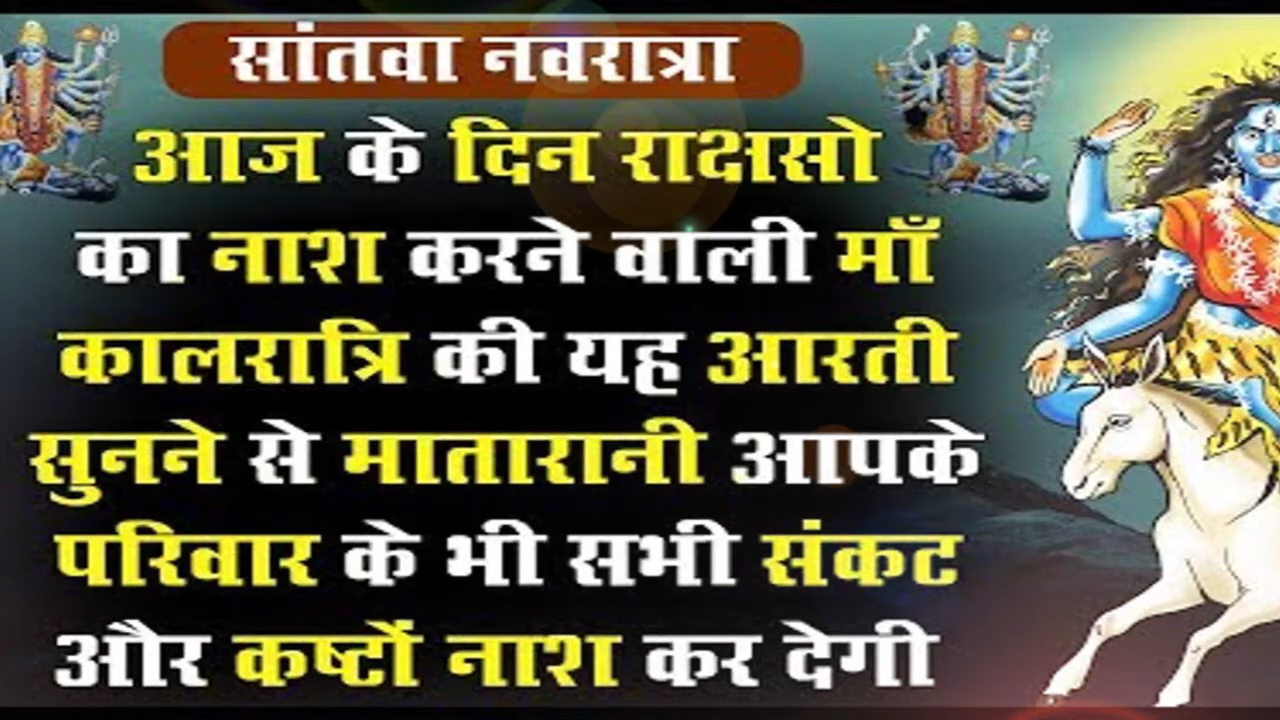 सांतवा नवरात्रा
आज के दिन राक्षसो
का नाश करने वाली माँ
कालरात्रि की यह आरती
सुनने से मातारानी आपके
परिवार के भी सभी संकट
और कष्टों नाश कर देगी